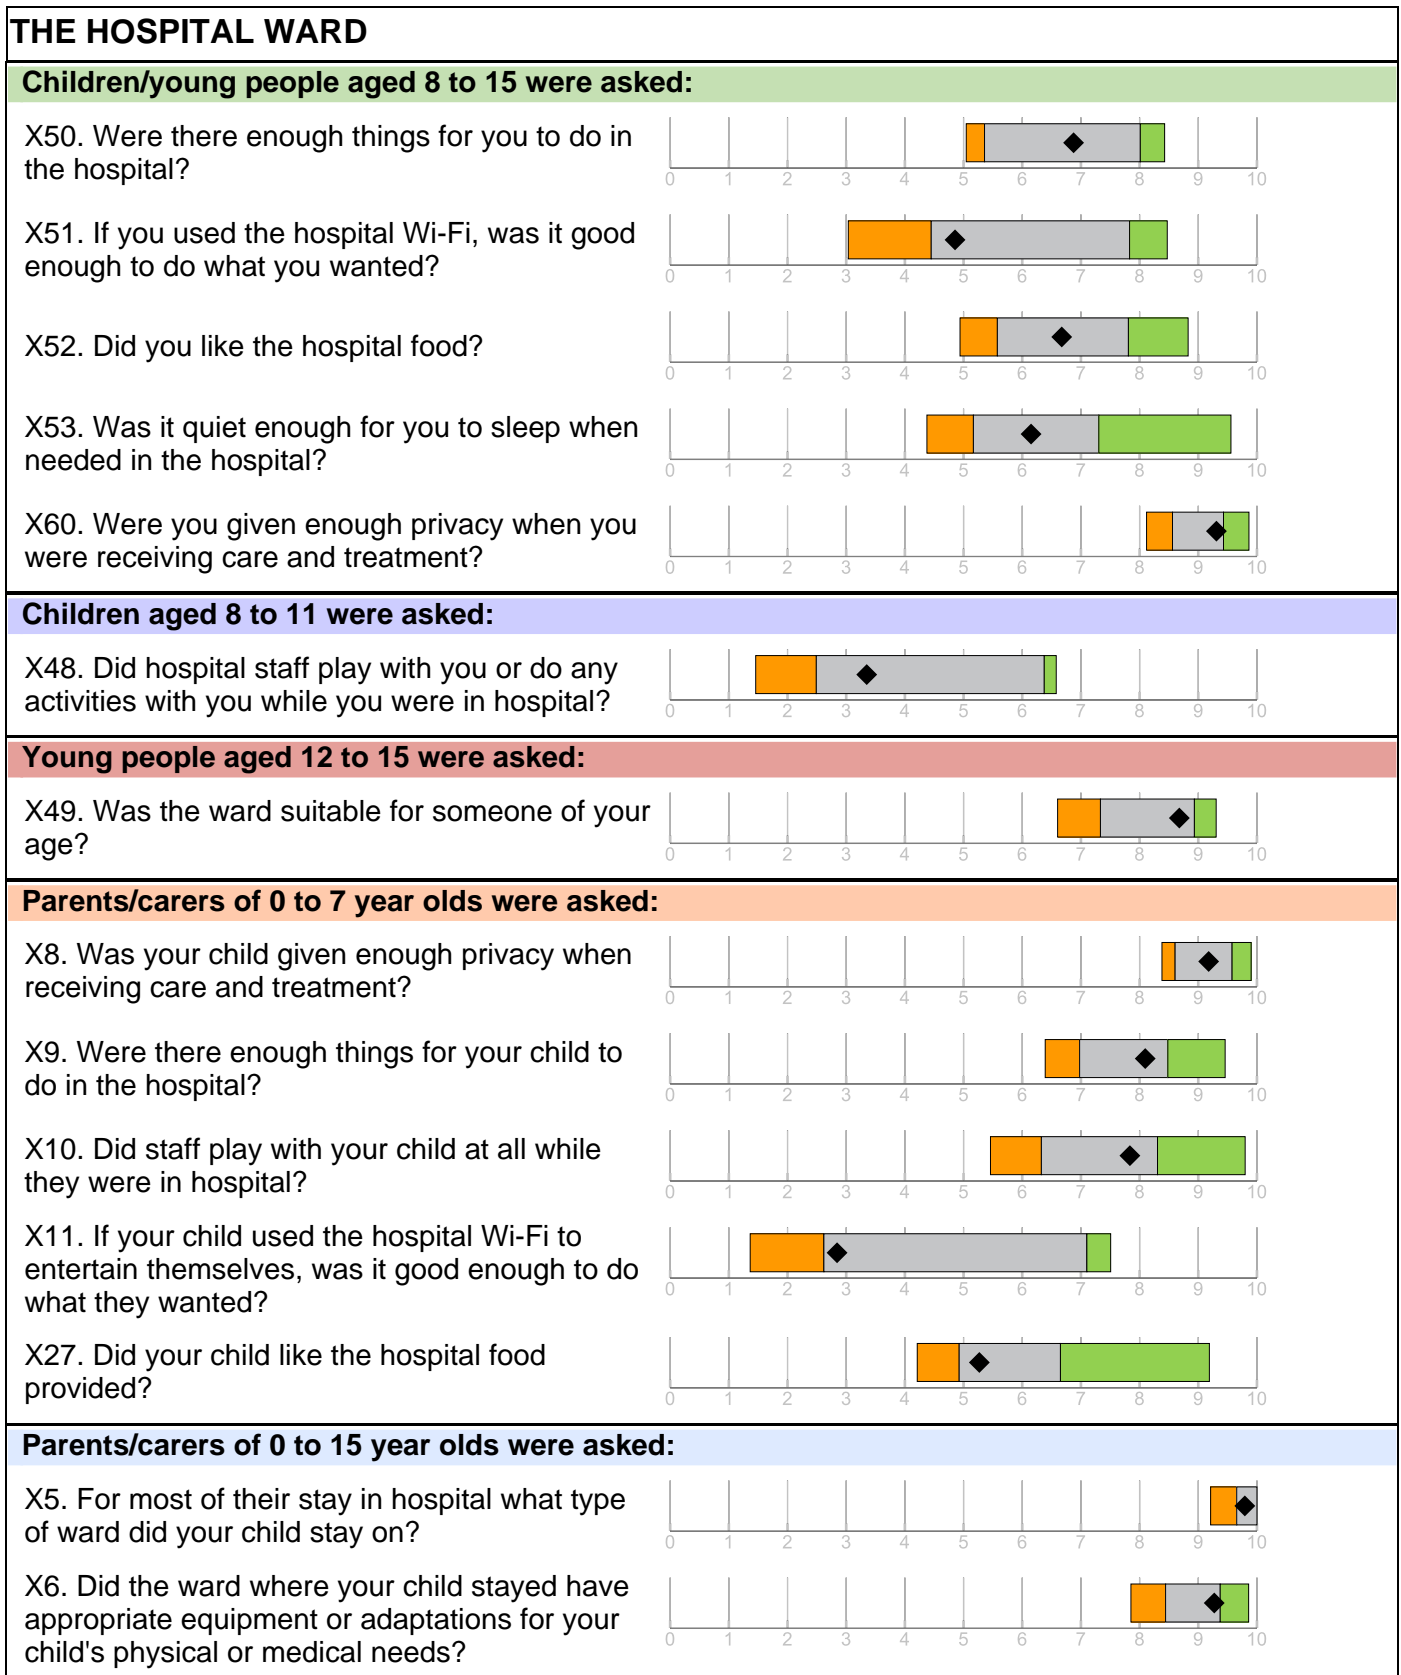 THE HOSPITAL WARD
Children/young people aged 8 to 15 were asked:
X50. Were there enough things for you to do in
the hospital?
0 1 2 3 4 5 6 7 8 9 10
X51. If you used the hospital Wi-Fi, was it good
enough to do what you wanted?
0 1 2 3 4 5 6 7 8 9 10
X52. Did you like the hospital food?
0 1 2 3 4 5 6 7 8 9 10
X53. Was it quiet enough for you to sleep when
needed in the hospital?
0 1 2 3 4 5 6 7 8 9 10
X60. Were you given enough privacy when you
were receiving care and treatment?
0 1 2 3 4 5 6 7 8 9 10
Children aged 8 to 11 were asked:
X48. Did hospital staff play with you or do any
activities with you while you were in hospital?
0 1 2 3 4 5 6 7 8 9 10
Young people aged 12 to 15 were asked:
X49. Was the ward suitable for someone of your
age?
0 1 2 3 4 5 6 7 8 9 10
Parents/carers of 0 to 7 year olds were asked:
X8. Was your child given enough privacy when
receiving care and treatment?
0 1 2 3 4 5 6 7 8 9 10
X9. Were there enough things for your child to
do in the hospital?
0 1 2 3 4 5 6 7 8 9 10
X10. Did staff play with your child at all while
they were in hospital?
0 1 2 3 4 5 6 7 8 9 10
X11. If your child used the hospital Wi-Fi to
entertain themselves, was it good enough to do
what they wanted?
0 1 2 3 4 5 6 7 8 9 10
X27. Did your child like the hospital food
provided?
0 1 2 3 4 5 6 7 8 9 10
Parents/carers of 0 to 15 year olds were asked:
X5. For most of their stay in hospital what type
of ward did your child stay on?
0 1 2 3 4 5 6 7 8 9 10
X6. Did the ward where your child stayed have
appropriate equipment or adaptations for your
child's physical or medical needs?
0 1 2 3 4 5 6 7 8 9 10